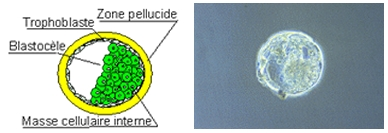 Zone pellucide
Trophoblaste
Blastocèle
Masse cellulaire interne